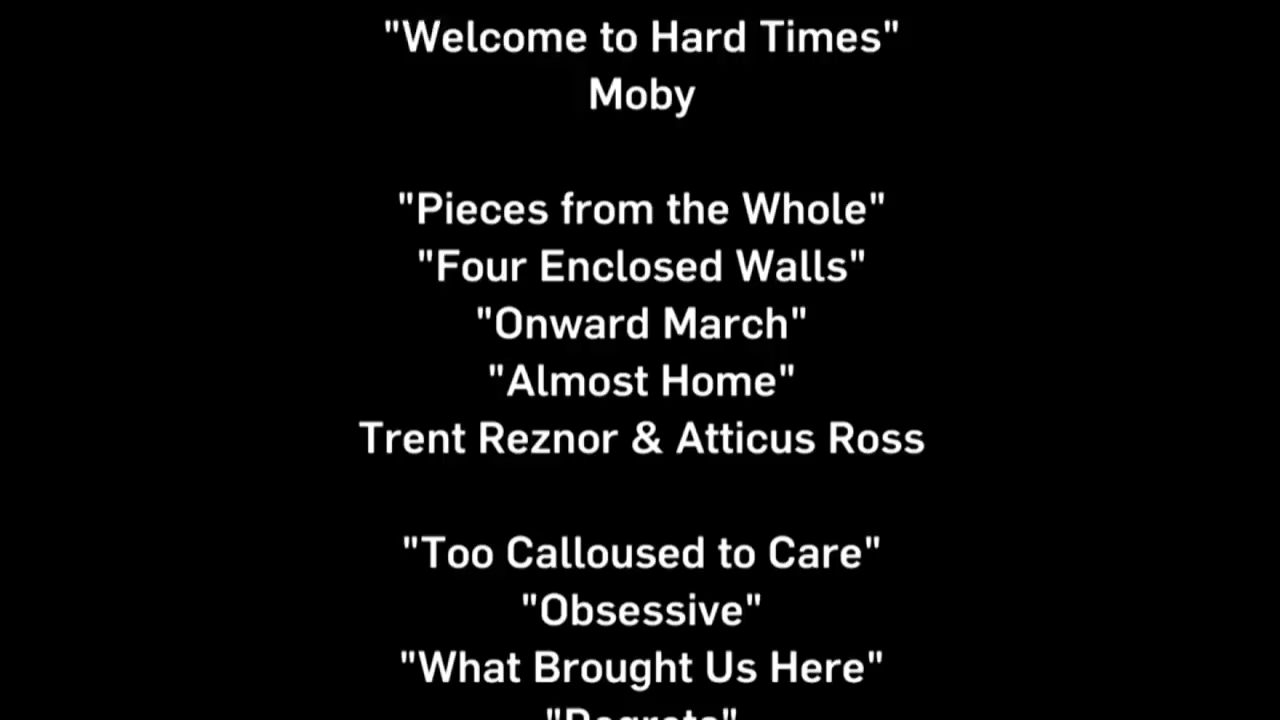 "Welcome to Hard Times"
Moby
"Pieces from the Whole"
"Four Enclosed Walls"
"Onward March"
"Almost Home"
Trent Reznor & Atticus Ross
"Too Calloused to Care"
"Obsessive"
"What Brought Us Here"
"Regrets"